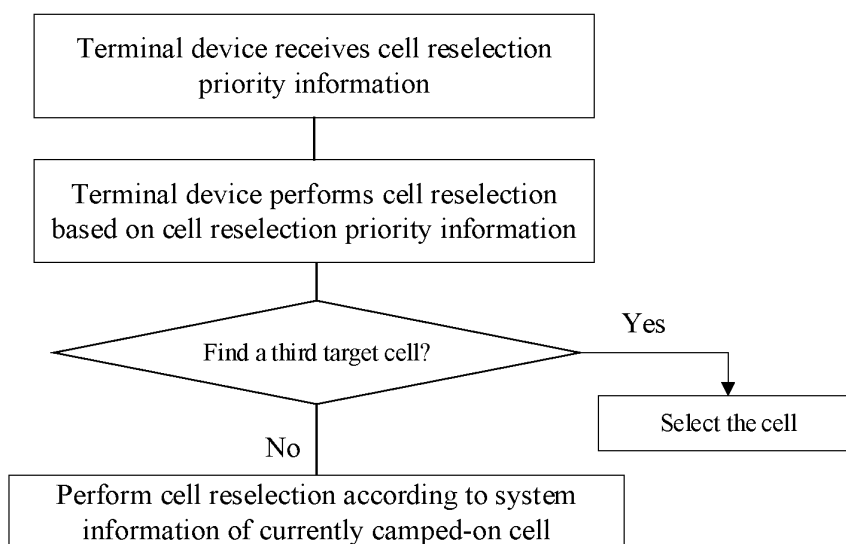 Terminal device receives cell reselection
priority information
Terminal device performs cell reselection
based on cell reselection priority information
Find a third target cell?
Yes
Select the cell
No
Perform cell reselection according to system
information of currently camped-on cell